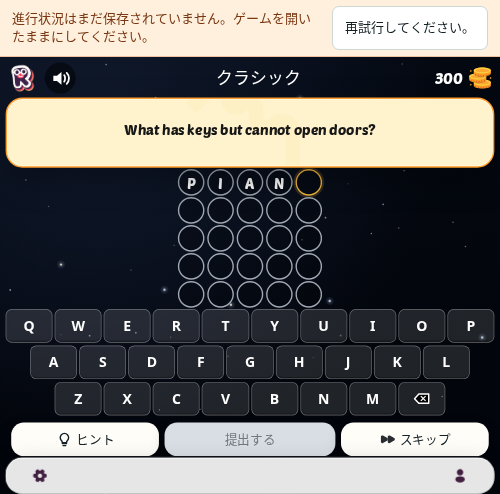 進行状況はまだ保存されていません。ゲームを開い
たままにしてください。
再試行してください。
クラシック
300
What has keys but cannot open doors?
P I A N
Q W E R T Y U I O P
A S D F G H J K L
Z X C V B N M
ヒント
提出する
スキップ